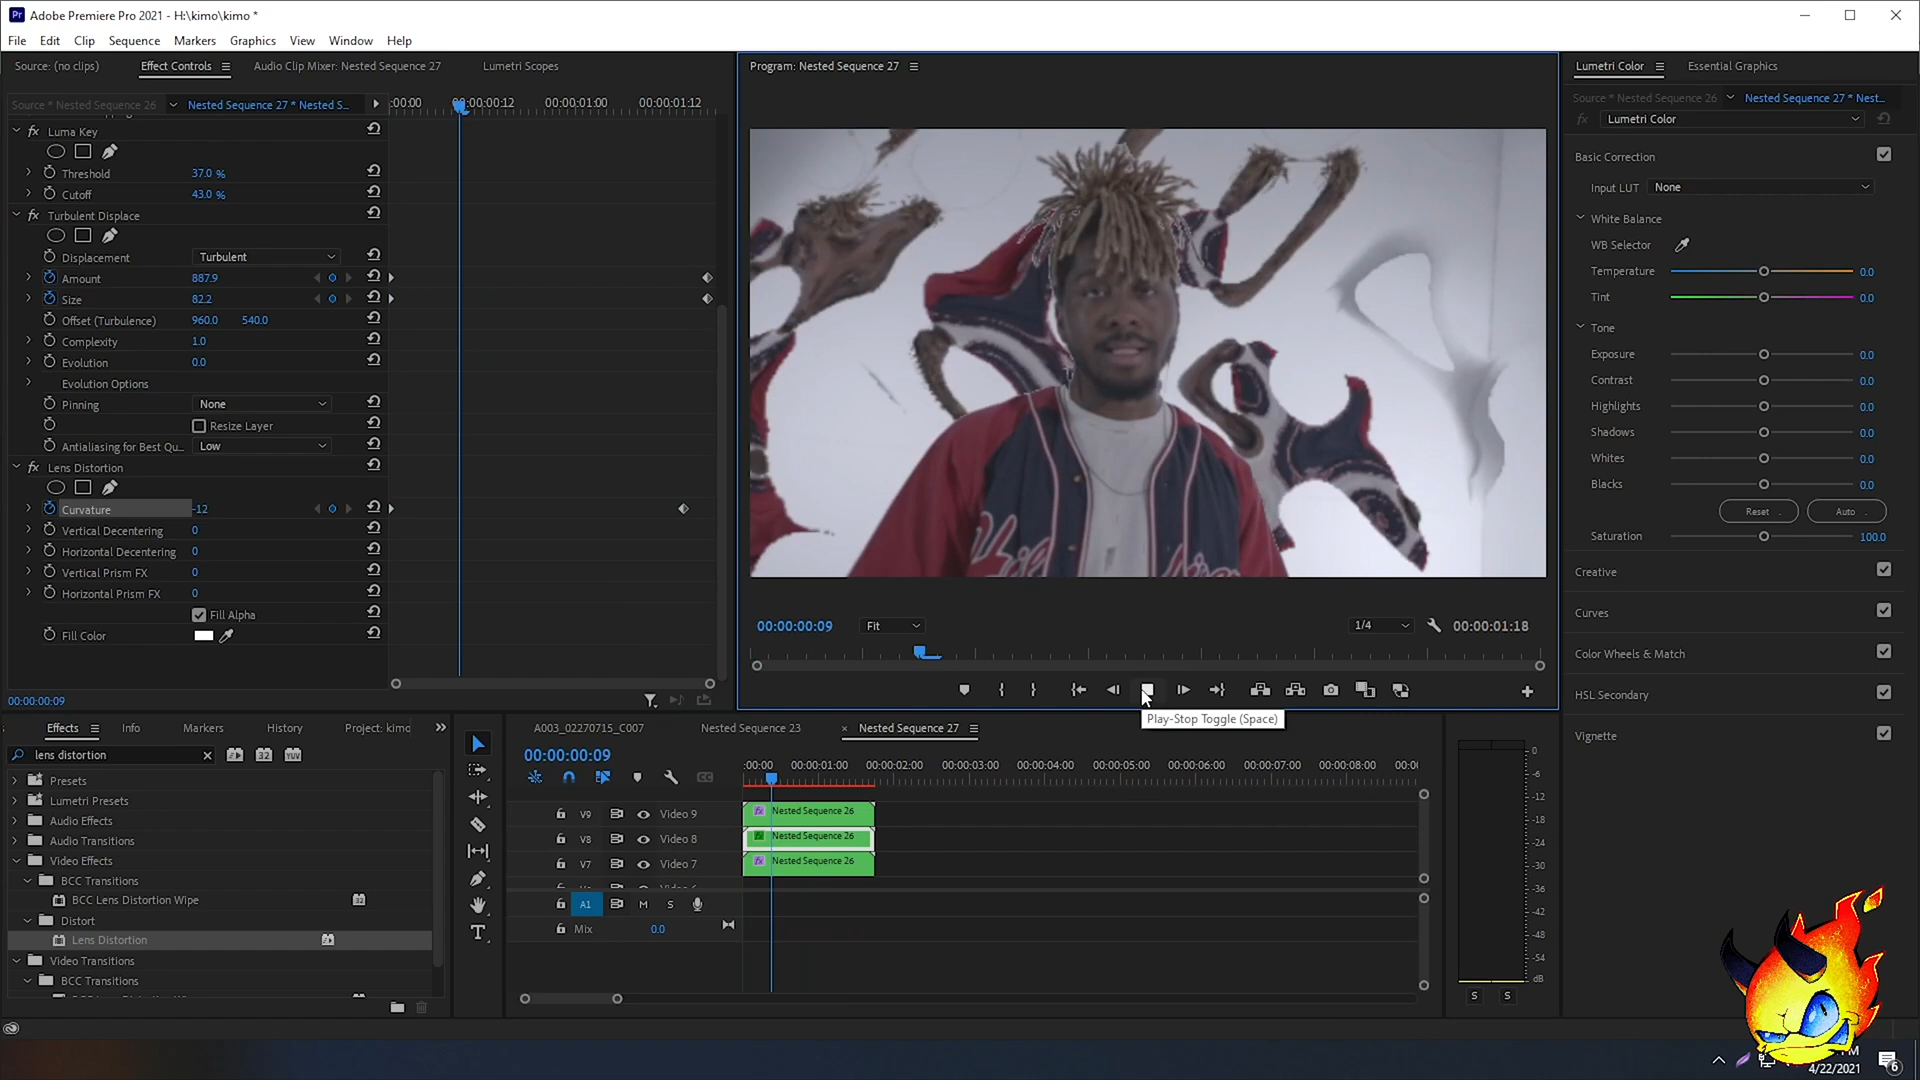 Adobe Premiere Pro 2021 - H:\kimo\kimo *
File Edit Clip Sequence Markers Graphics View Window Help
Source: (no clips) Effect Controls Audio Clip Mixer: Nested Sequence 27 Lumetri Scopes
Source * Nested Sequence 26 Nested Sequence 27 * Nested S...
:00:00 00:00:00:12 00:00:01:00 00:00:01:12
Luma Key
Threshold 37.0 %
Cutoff 43.0 %
Turbulent Displace
Displacement Turbulent
Amount 887.9
Size 82.2
Offset (Turbulence) 960.0 540.0
Complexity 1.0
Evolution 0.0
Evolution Options
Pinning None
Resize Layer
Antialiasing for Best Qu... Low
Lens Distortion
Curvature -12
Vertical Decentering 0
Horizontal Decentering 0
Vertical Prism FX 0
Horizontal Prism FX 0
Fill Alpha
Fill Color
00:00:00:09
Program: Nested Sequence 27
00:00:00:09 Fit 1/4 00:00:01:18
Play-Stop Toggle (Space)
Lumetri Color Essential Graphics
Source * Nested Sequence 26 Nested Sequence 27 * Nest...
fx Lumetri Color
Basic Correction
Input LUT None
White Balance
WB Selector
Temperature 0.0
Tint 0.0
Tone
Exposure 0.0
Contrast 0.0
Highlights 0.0
Shadows 0.0
Whites 0.0
Blacks 0.0
Reset Auto
Saturation 100.0
Creative
Curves
Color Wheels & Match
HSL Secondary
Vignette
Effects Info Markers History Project: kimo
lens distortion
Presets
Lumetri Presets
Audio Effects
Audio Transitions
Video Effects
BCC Transitions
BCC Lens Distortion Wipe
Distort
Lens Distortion
Video Transitions
BCC Transitions
A003_02270715_C007 Nested Sequence 23 × Nested Sequence 27
00:00:00:09
:00:00 00:00:01:00 00:00:02:00 00:00:03:00 00:00:04:00 00:00:05:00 00:00:06:00 00:00:07:00 00:00:08:00 00:0
V9 Video 9 Nested Sequence 26
V8 Video 8 Nested Sequence 26
V7 Video 7 Nested Sequence 26
A1 M S
Mix 0.0
0
-6
-12
-18
-24
-30
-36
-42
-48
-54
dB
S S
4/22/2021
6